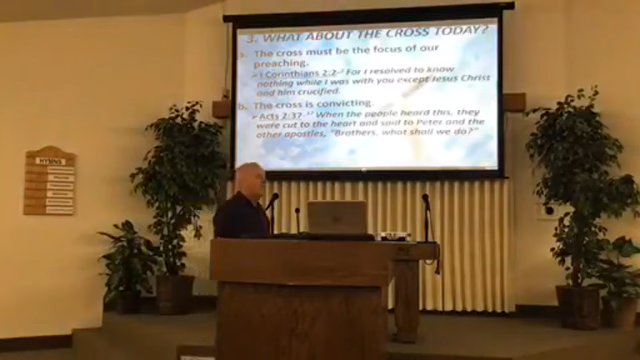 3. WHAT ABOUT THE CROSS TODAY?
a. The cross must be the focus of our
preaching.
➢I Corinthians 2:2-² For I resolved to know
nothing while I was with you except Jesus Christ
and him crucified.
b. The cross is convicting.
➢Acts 2:37-³⁷ When the people heard this, they
were cut to the heart and said to Peter and the
other apostles, "Brothers, what shall we do?"
HYMNS